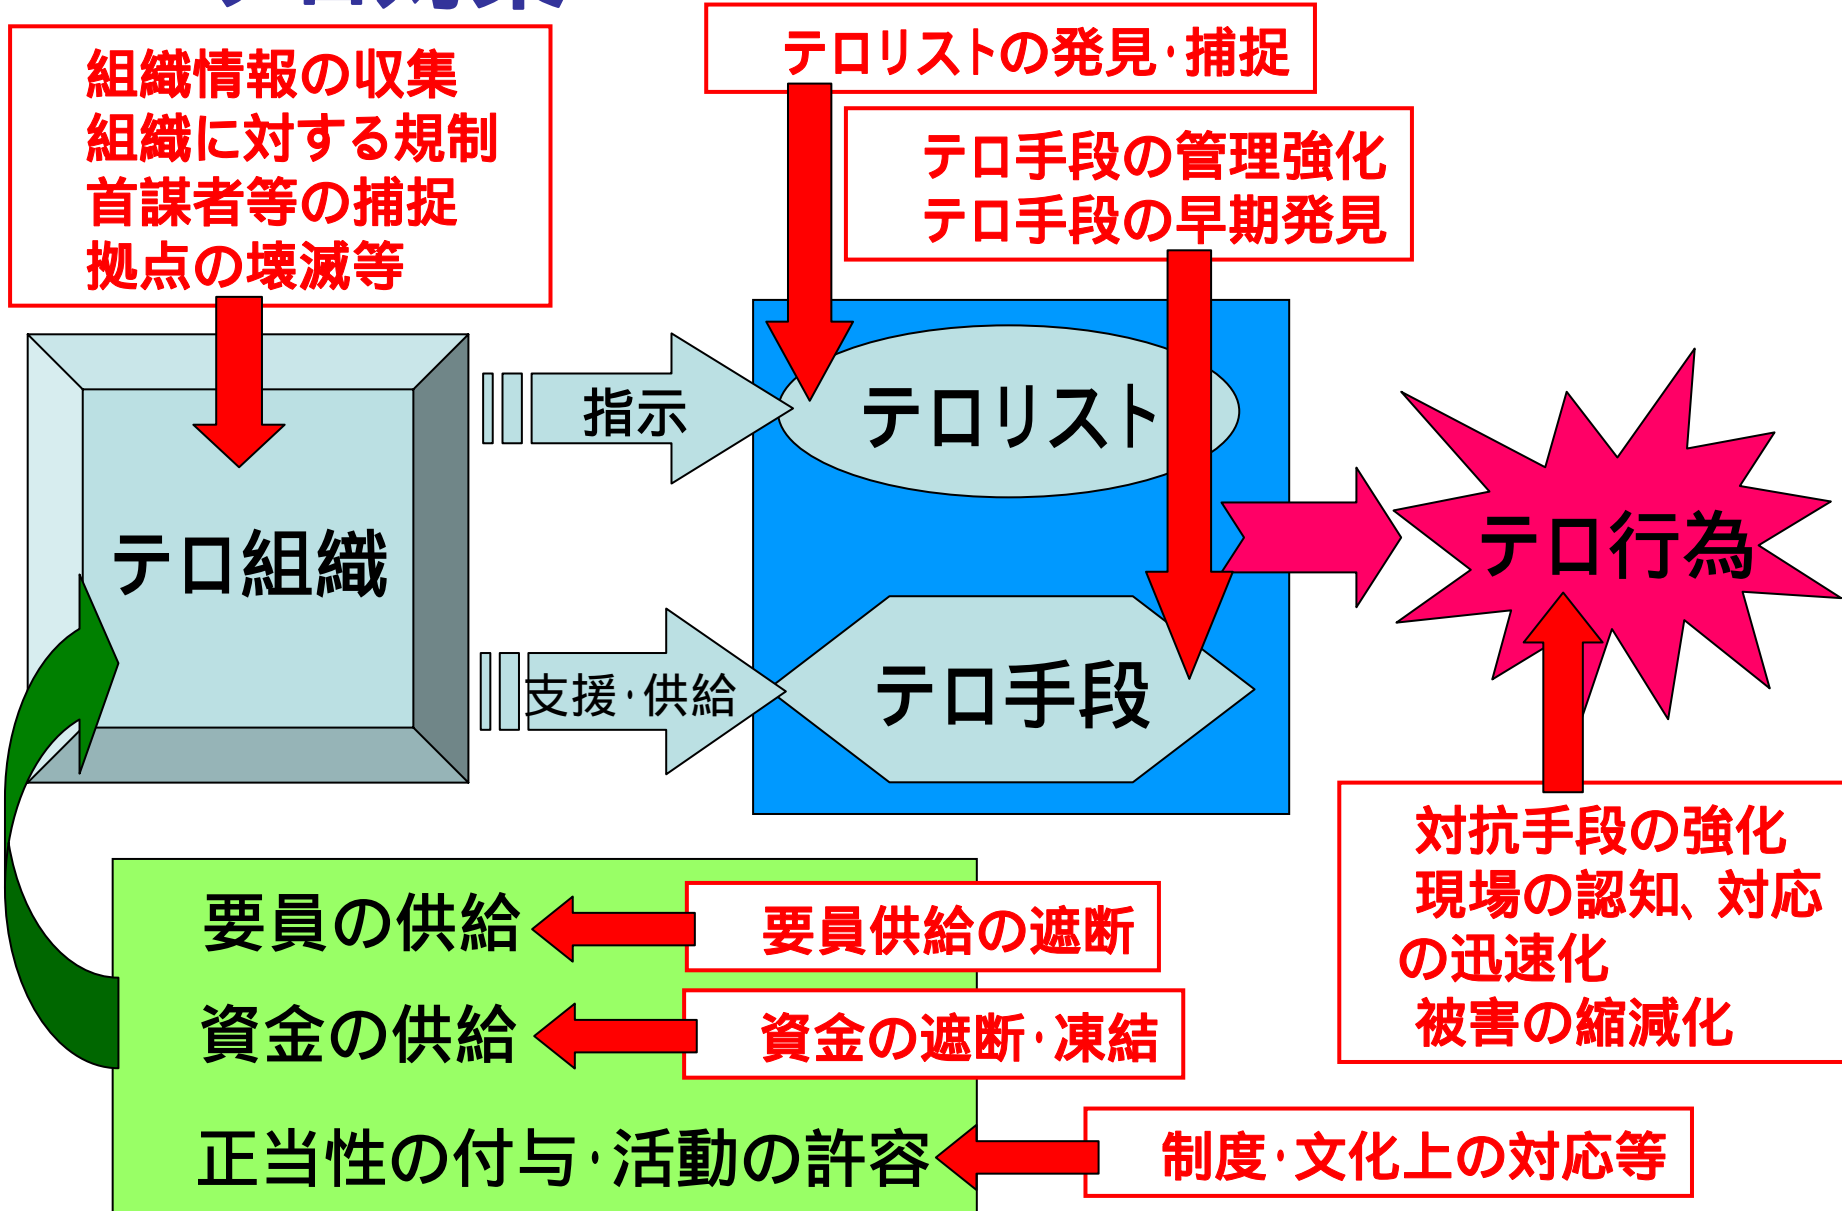 テロ対策
組織情報の収集
組織に対する規制
首謀者等の捕捉
拠点の壊滅等
テロリストの発見・捕捉
テロ手段の管理強化
テロ手段の早期発見
テロ組織
指示
支援・供給
テロリスト
テロ手段
テロ行為
対抗手段の強化
現場の認知、対応
の迅速化
被害の縮減化
要員の供給
要員供給の遮断
資金の供給
資金の遮断・凍結
正当性の付与・活動の許容
制度・文化上の対応等